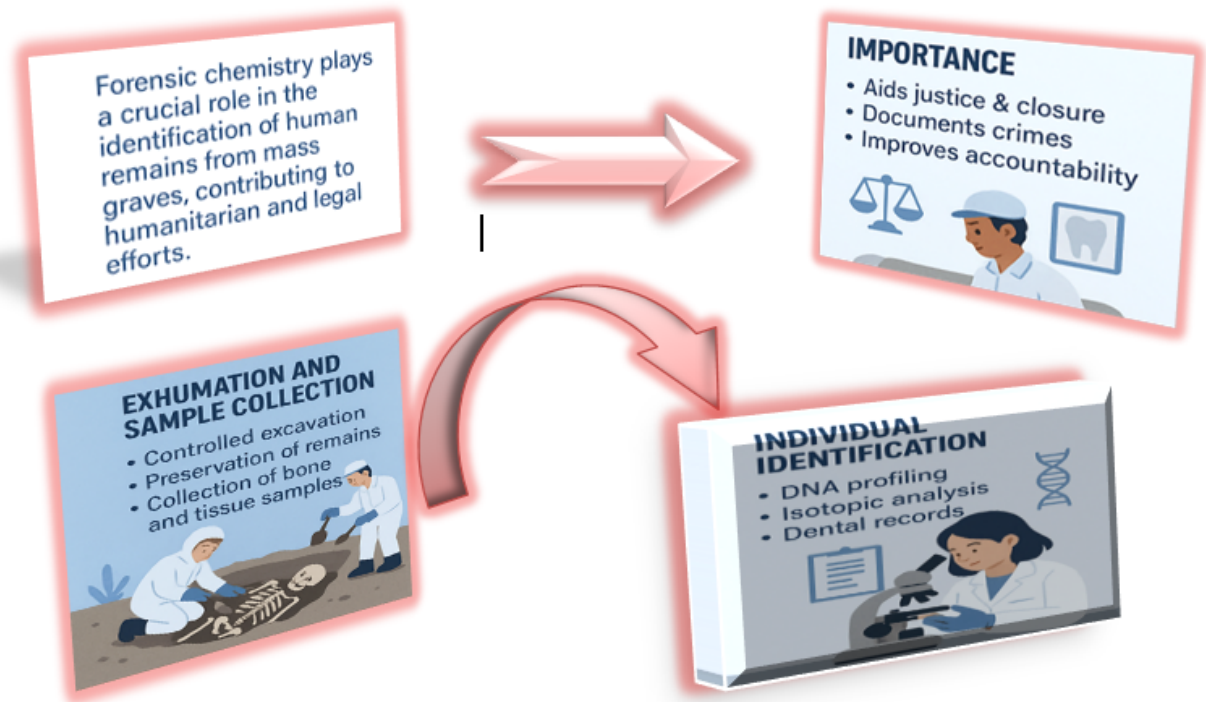 Forensic chemistry plays
a crucial role in the
identification of human
remains from mass
graves, contributing to
humanitarian and legal
efforts.
IMPORTANCE
• Aids justice & closure
• Documents crimes
• Improves accountability
EXHUMATION AND
SAMPLE COLLECTION
• Controlled excavation
• Preservation of remains
• Collection of bone
and tissue samples
INDIVIDUAL
IDENTIFICATION
• DNA profiling
• Isotopic analysis
• Dental records